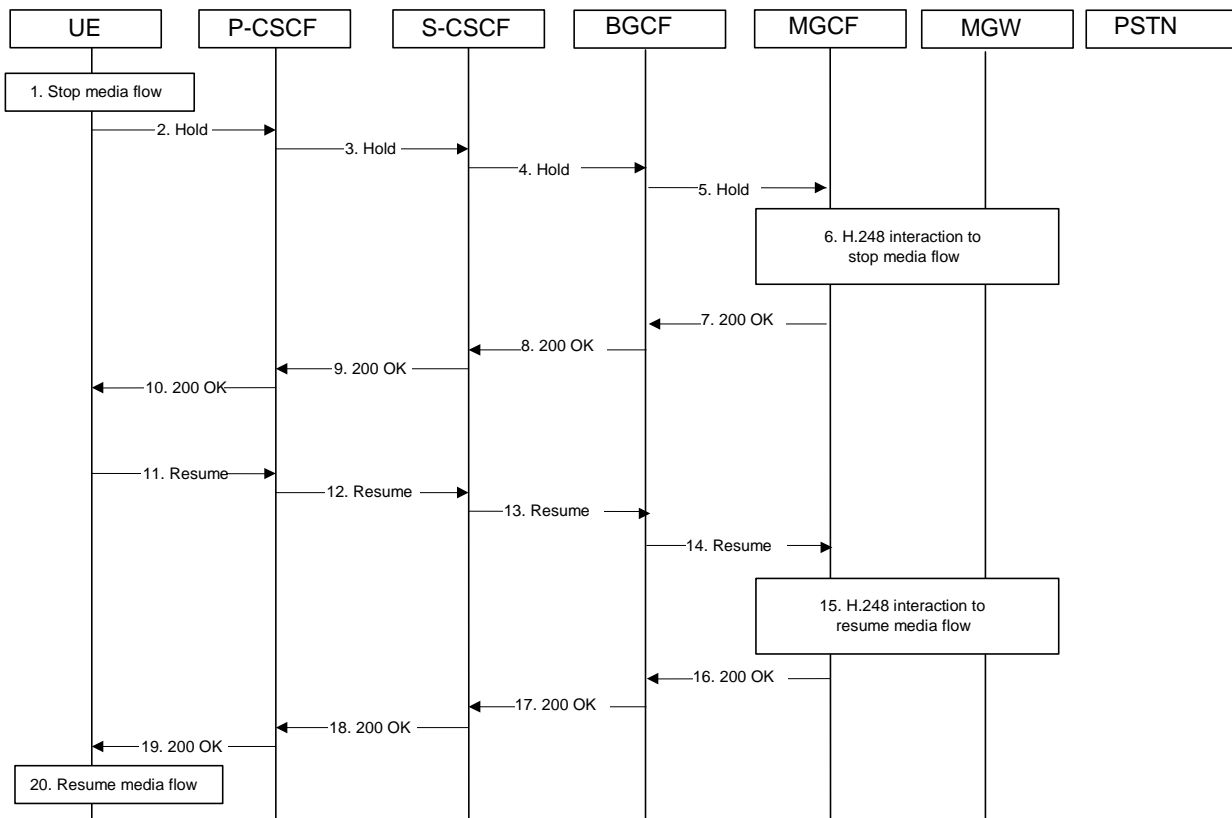 UE
P-CSCF
S-CSCF
BGCF
MGCF
MGW
PSTN
1. Stop media flow
2. Hold
3. Hold
4. Hold
5. Hold
6. H.248 interaction to
stop media flow
7. 200 OK
8. 200 OK
9. 200 OK
10. 200 OK
11. Resume
12. Resume
13. Resume
14. Resume
15. H.248 interaction to
resume media flow
16. 200 OK
17. 200 OK
18. 200 OK
19. 200 OK
20. Resume media flow